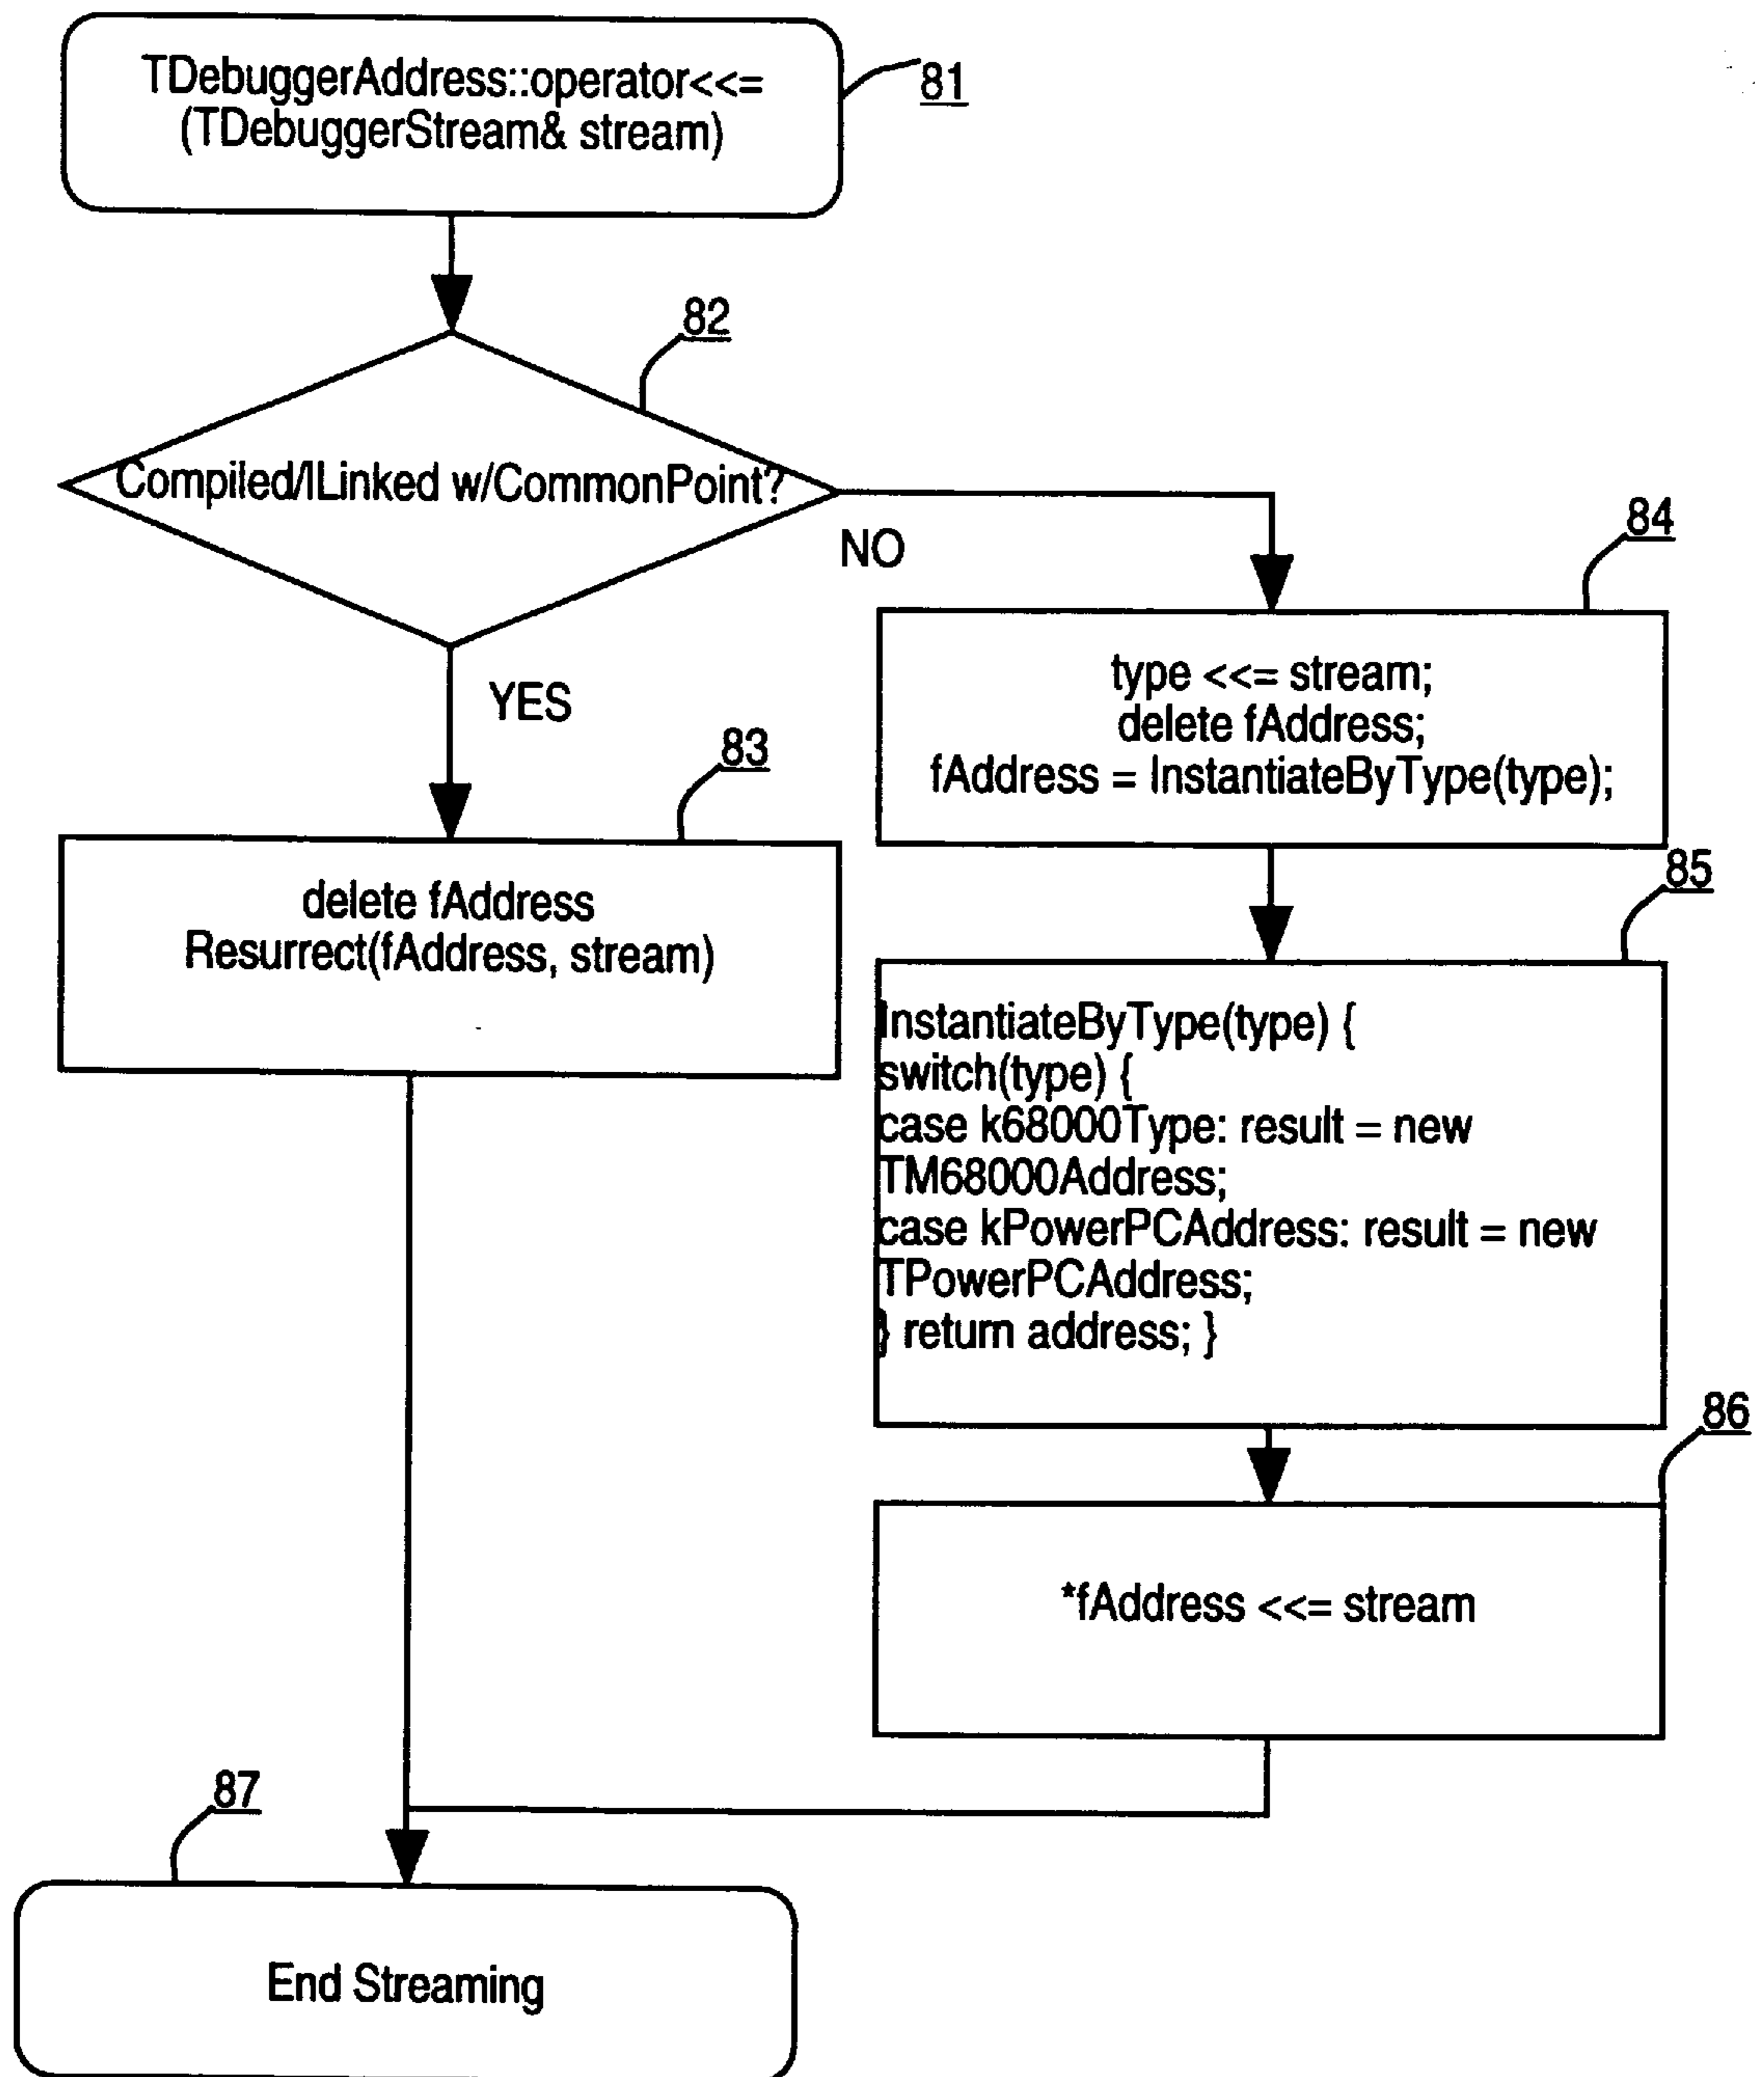 TDebuggerAddress::operator<<=
(TDebuggerStream& stream)
81
82
Compiled/lLinked w/CommonPoint?
NO
YES
83
delete fAddress
Resurrect(fAddress, stream)
84
type <<= stream;
delete fAddress;
fAddress = InstantiateByType(type);
85
InstantiateByType(type) {
switch(type) {
case k68000Type: result = new
TM68000Address;
case kPowerPCAddress: result = new
TPowerPCAddress;
} return address; }
86
*fAddress <<= stream
87
End Streaming